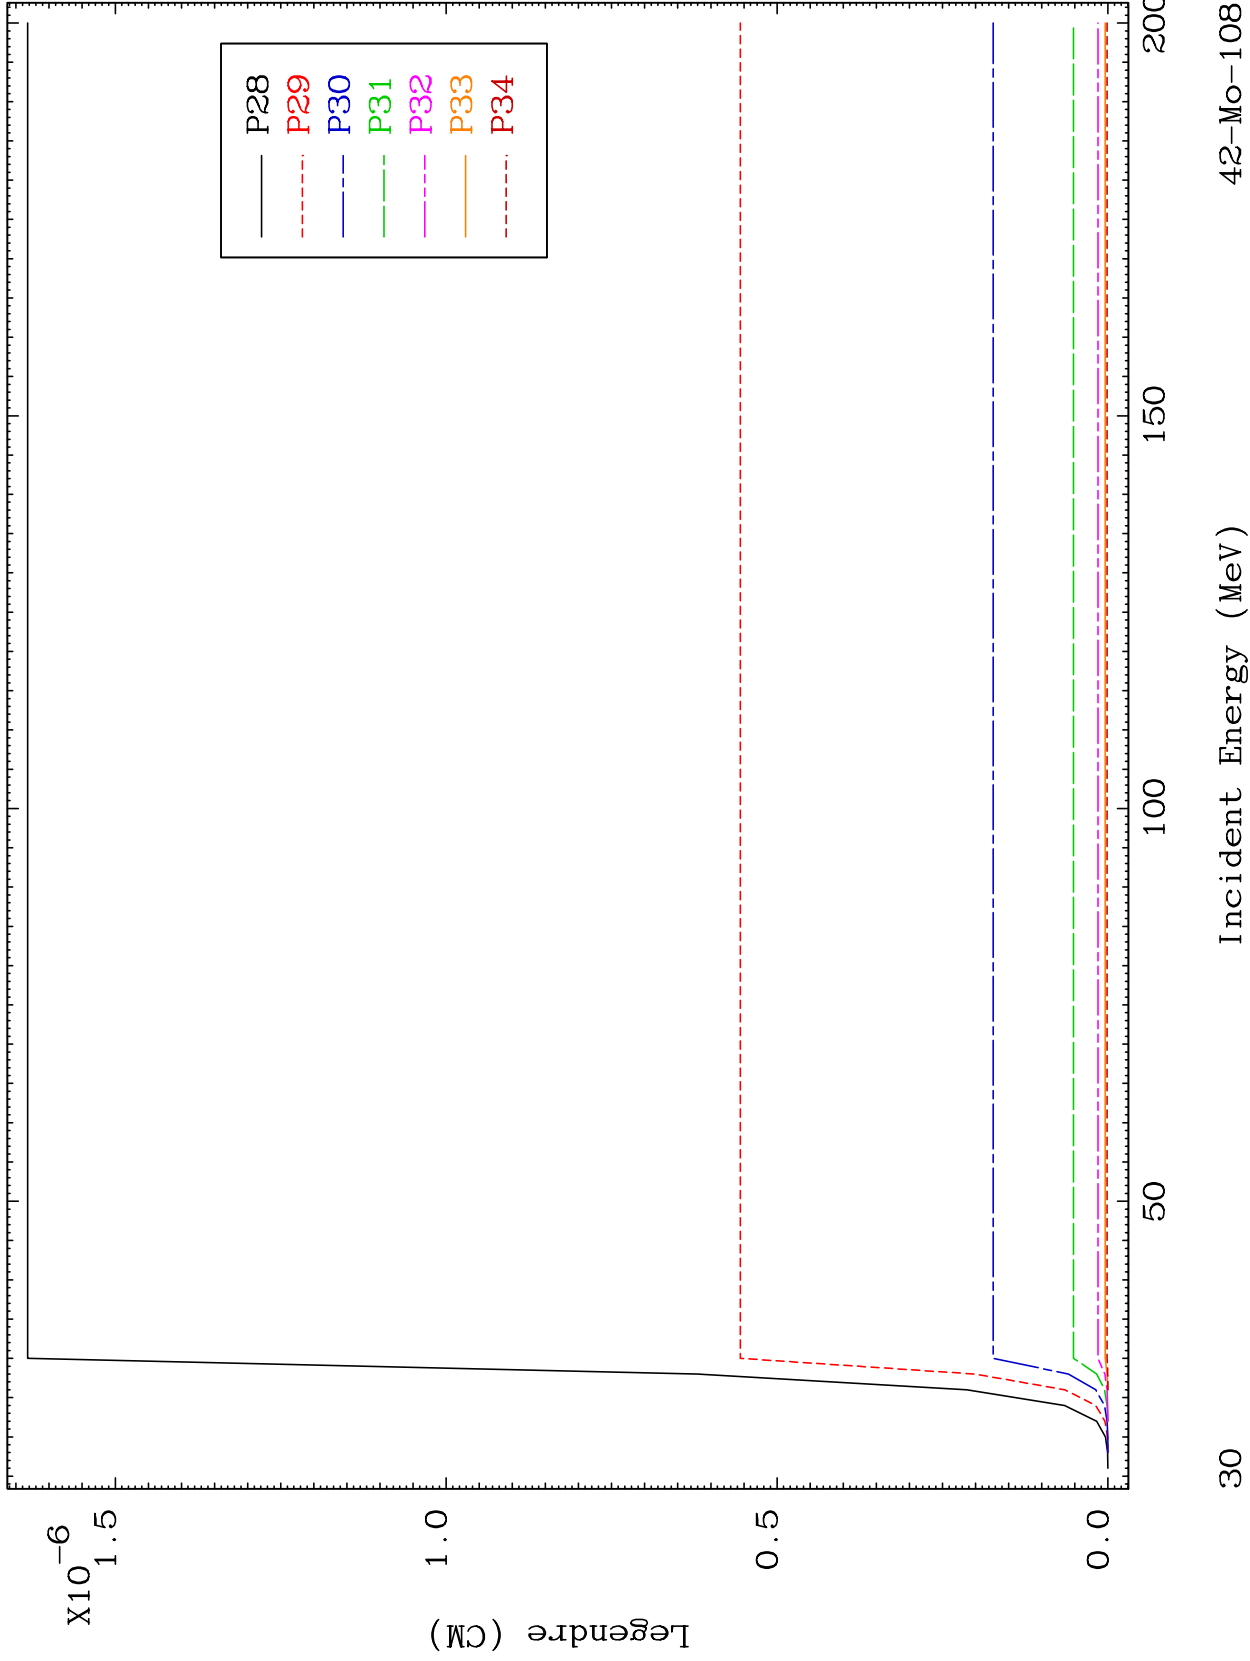 X10-6
1.5
1.0
0.5
0.0
Legendre (CM)
P28
P29
P30
P31
P32
P33
P34
50
100
150
200
Incident Energy (MeV)
30
42-Mo-108